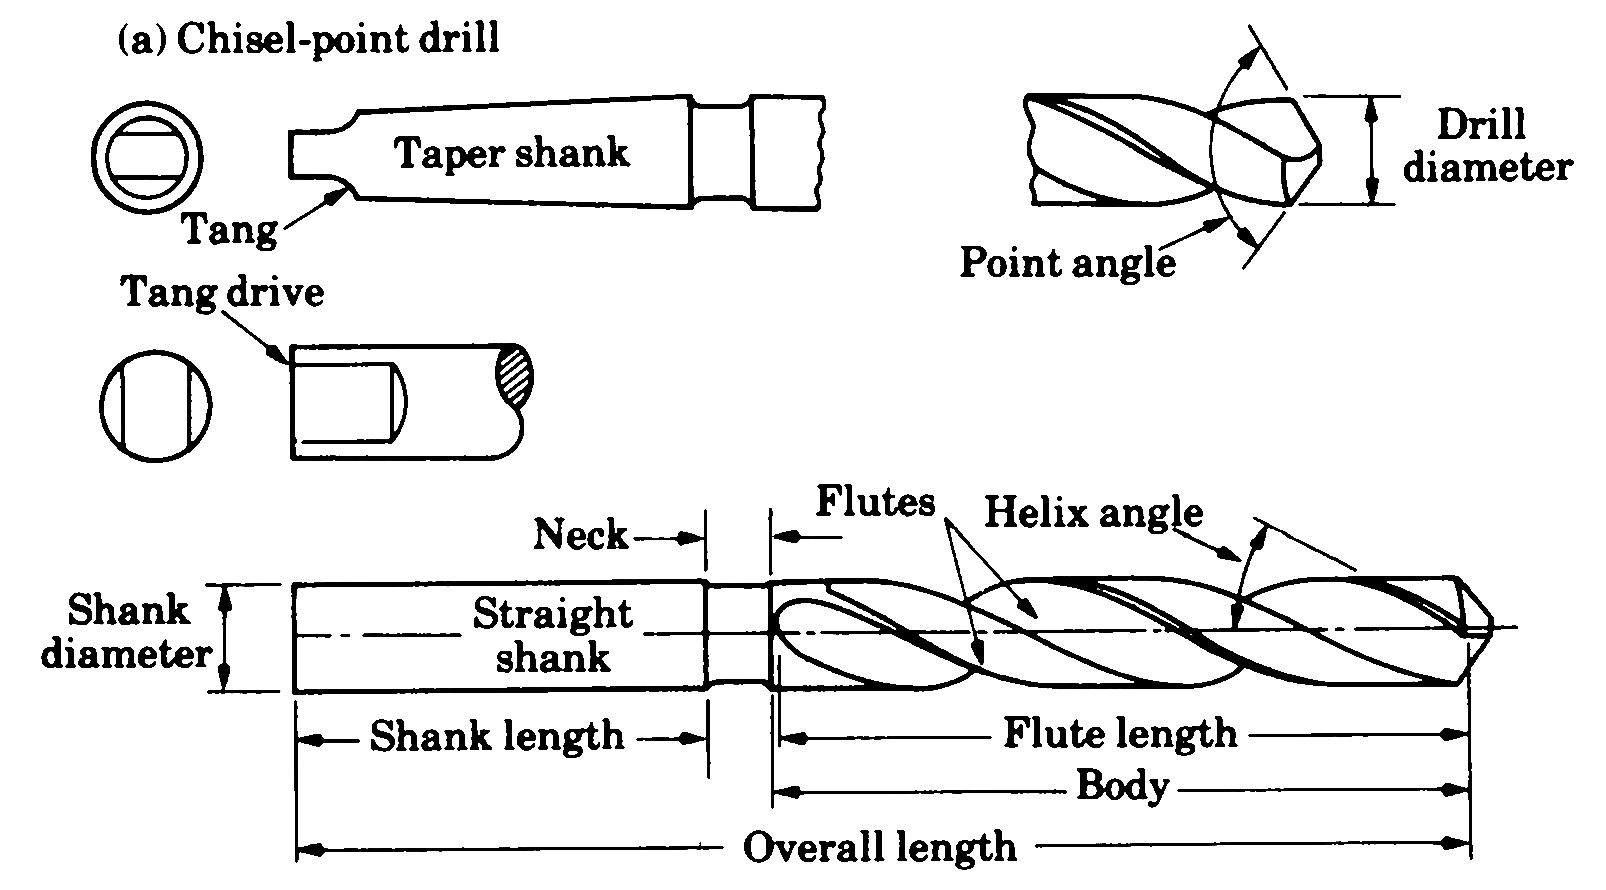 (a) Chisel-point drill
Taper shank
Drill
diameter
Tang
Point angle
Tang drive
Flutes
Helix angle
Neck
Shank
diameter
Straight
shank
Shank length
Flute length
Body
Overall length